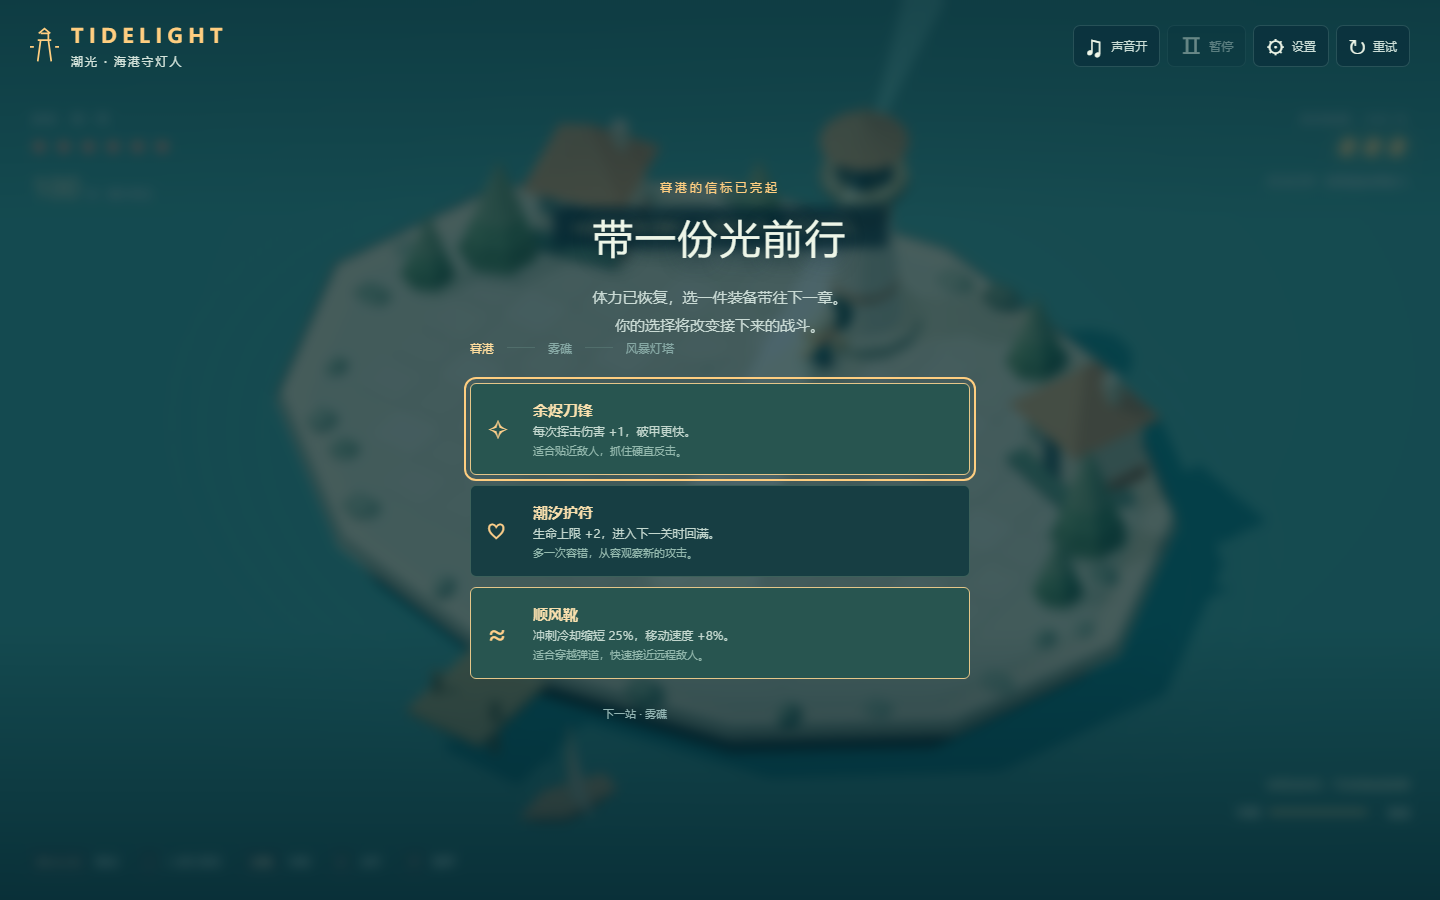 TIDELIGHT
潮光 · 海港守灯人
声音开
暂停
设置
重试
暮港的信标已亮起
带一份光前行
体力已恢复，选一件装备带往下一章。
你的选择将改变接下来的战斗。
暮港
雾礁
风暴灯塔
余烬刀锋
每次挥击伤害 +1，破甲更快。
适合贴近敌人，抓住硬直反击。
潮汐护符
生命上限 +2，进入下一关时回满。
多一次容错，从容观察新的攻击。
顺风靴
冲刺冷却缩短 25%，移动速度 +8%。
适合穿越弹道，快速接近远程敌人。
下一站 · 雾礁